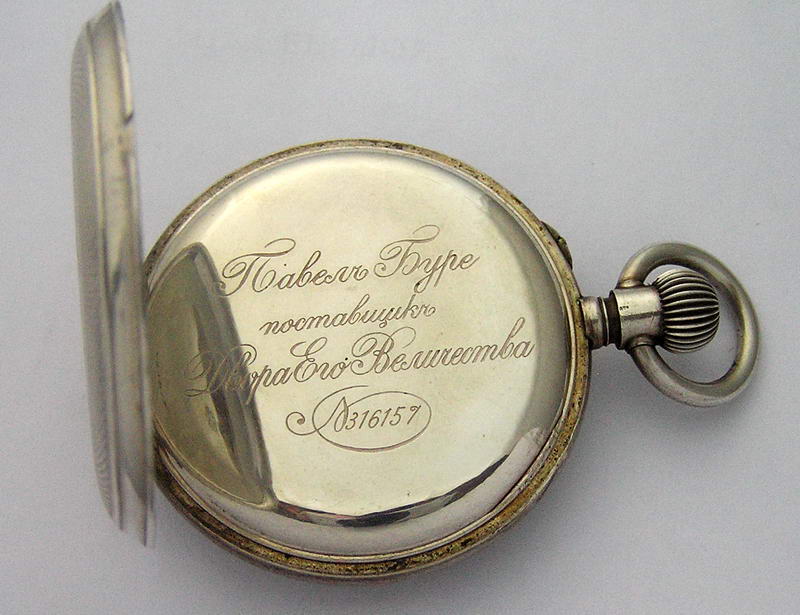 Павелъ Буре
поставщикъ
Двора Его Величества
№316157